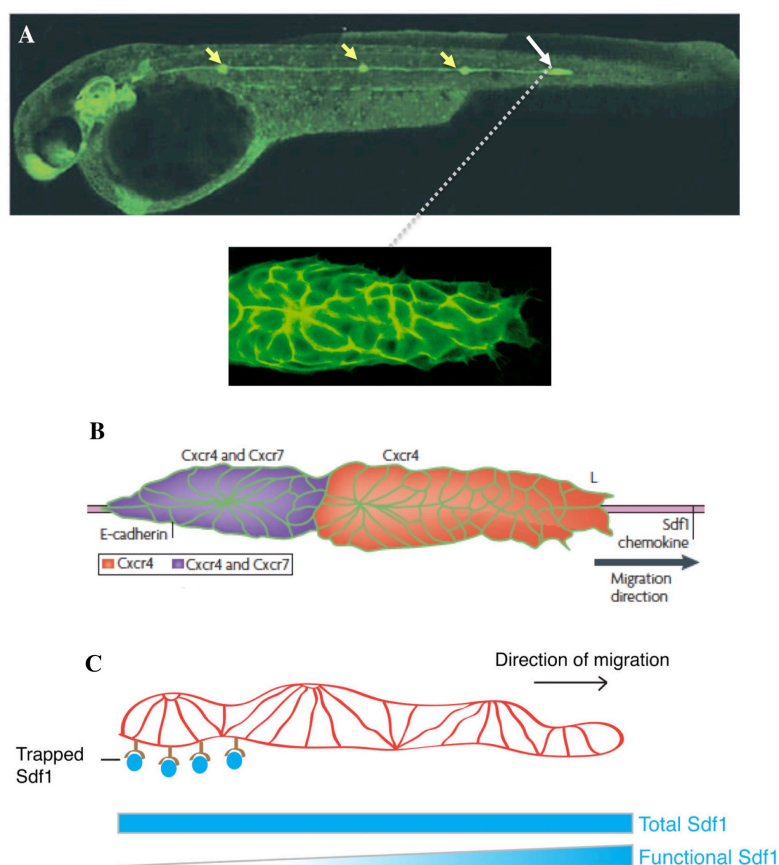 A
B
Cxcr4 and Cxcr7
Cxcr4
L
E-cadherin
Sdf1
chemokine
Cxcr4
Cxcr4 and Cxcr7
Migration
direction
C
Direction of migration
Trapped
Sdf1
Total Sdf1
Functional Sdf1